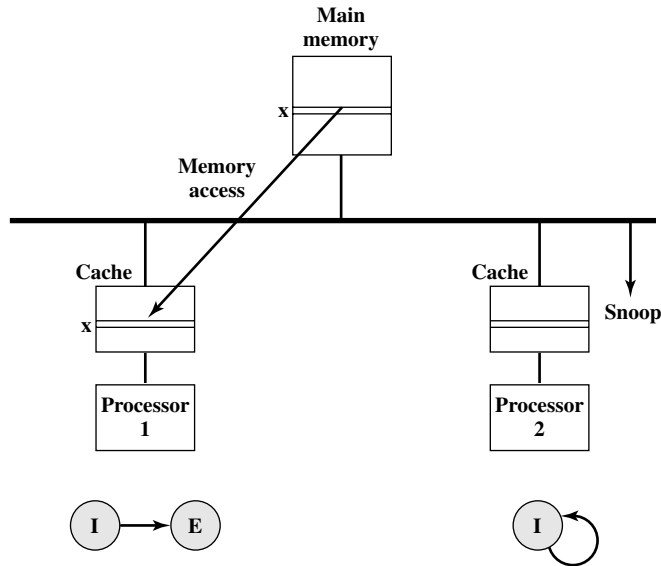 Main
memory
x
Memory
access
Cache
Cache
Snoop
x
Processor
1
Processor
2
I
E
I